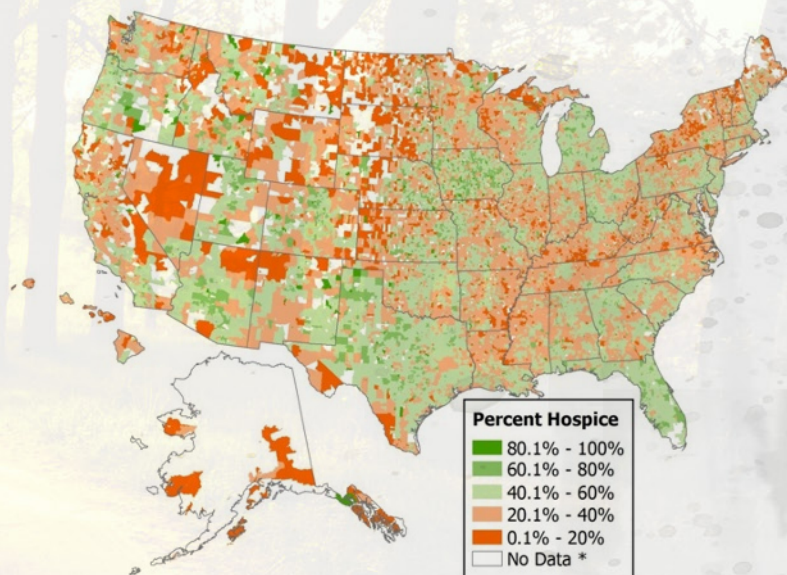 Percent Hospice
80.1% - 100%
60.1% - 80%
40.1% - 60%
20.1% - 40%
0.1% - 20%
No Data *